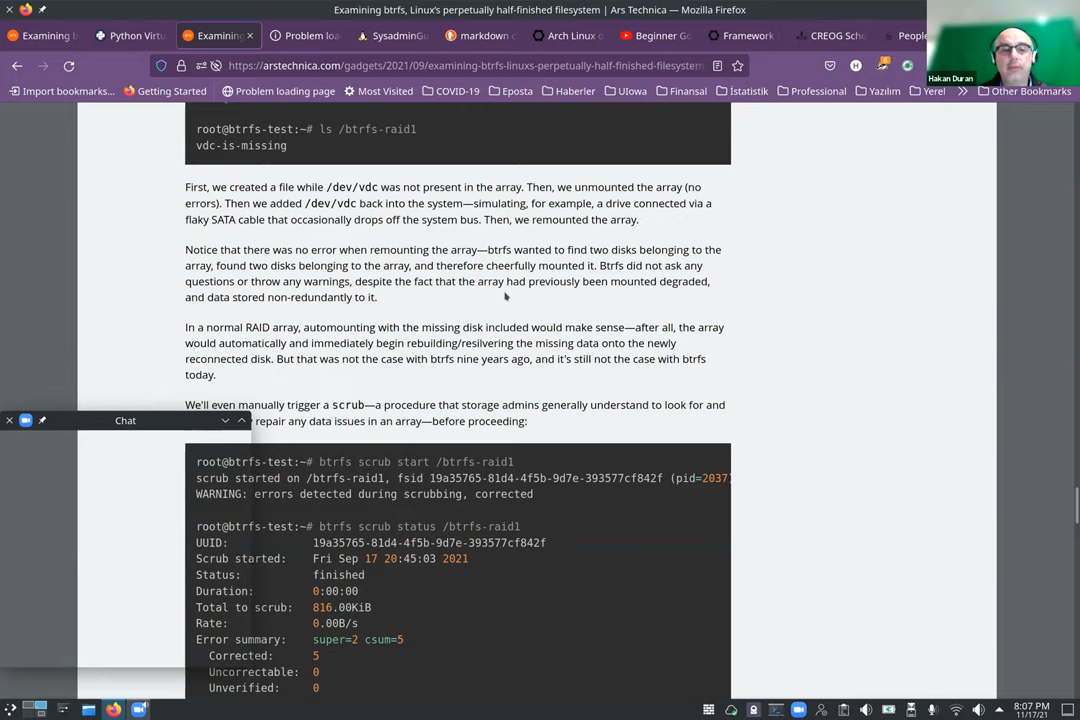 Examining btrfs, Linux's perpetually half-finished filesystem | Ars Technica — Mozilla Firefox
Examining b
Python Virtu
Examining
Problem loa
SysadminGu
markdown c
Arch Linux o
Beginner Go
Framework
CREOG Scho
People
https://arstechnica.com/gadgets/2021/09/examining-btrfs-linuxs-perpetually-half-finished-filesystem
Import bookmarks...
Getting Started
Problem loading page
Most Visited
COVID-19
Eposta
Haberler
UIowa
Finansal
İstatistik
Professional
Yazılım
Yerel
Other Bookmarks
Hakan Duran
root@btrfs-test:~# ls /btrfs-raid1
vdc-is-missing
First, we created a file while /dev/vdc was not present in the array. Then, we unmounted the array (no
errors). Then we added /dev/vdc back into the system—simulating, for example, a drive connected via a
flaky SATA cable that occasionally drops off the system bus. Then, we remounted the array.
Notice that there was no error when remounting the array—btrfs wanted to find two disks belonging to the
array, found two disks belonging to the array, and therefore cheerfully mounted it. Btrfs did not ask any
questions or throw any warnings, despite the fact that the array had previously been mounted degraded,
and data stored non-redundantly to it.
In a normal RAID array, automounting with the missing disk included would make sense—after all, the array
would automatically and immediately begin rebuilding/resilvering the missing data onto the newly
reconnected disk. But that was not the case with btrfs nine years ago, and it's still not the case with btrfs
today.
We'll even manually trigger a scrub—a procedure that storage admins generally understand to look for and
repair any data issues in an array—before proceeding:
Chat
root@btrfs-test:~# btrfs scrub start /btrfs-raid1
scrub started on /btrfs-raid1, fsid 19a35765-81d4-4f5b-9d7e-393577cf842f (pid=2037)
WARNING: errors detected during scrubbing, corrected
root@btrfs-test:~# btrfs scrub status /btrfs-raid1
UUID: 19a35765-81d4-4f5b-9d7e-393577cf842f
Scrub started: Fri Sep 17 20:45:03 2021
Status: finished
Duration: 0:00:00
Total to scrub: 816.00KiB
Rate: 0.00B/s
Error summary: super=2 csum=5
Corrected: 5
Uncorrectable: 0
Unverified: 0
8:07 PM
11/17/21